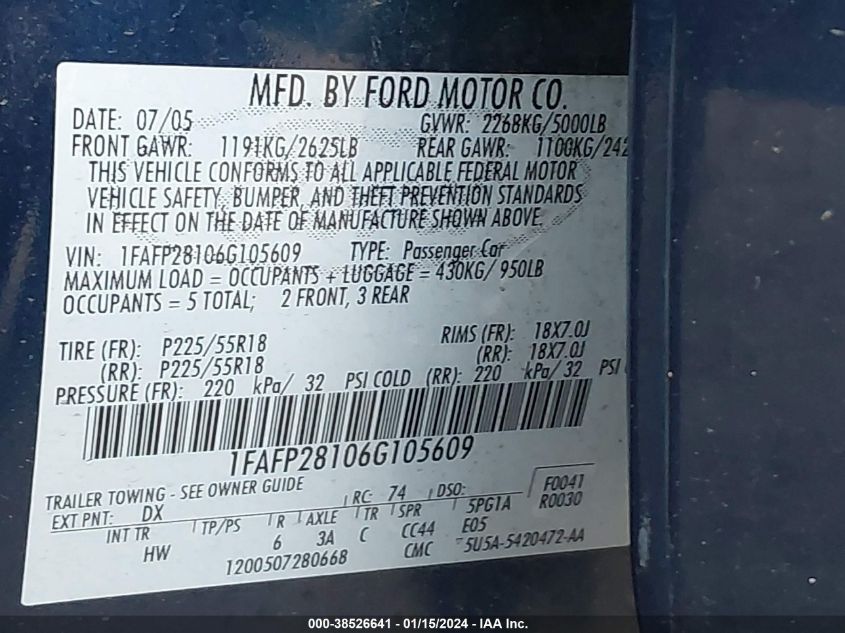 MFD. BY FORD MOTOR CO.
DATE: 07/05 GVWR: 2268KG/5000LB
FRONT GAWR: 1191KG/2625LB REAR GAWR: 1100KG/242
THIS VEHICLE CONFORMS TO ALL APPLICABLE FEDERAL MOTOR
VEHICLE SAFETY, BUMPER, AND THEFT PREVENTION STANDARDS
IN EFFECT ON THE DATE OF MANUFACTURE SHOWN ABOVE.
VIN: 1FAFP28106G105609 TYPE: Passenger Car
MAXIMUM LOAD = OCCUPANTS + LUGGAGE = 430KG/ 950LB
OCCUPANTS = 5 TOTAL; 2 FRONT, 3 REAR
TIRE (FR): P225/55R18 RIMS (FR): 18X7.0J
(RR): P225/55R18 (RR): 18X7.0J
PRESSURE (FR): 220 kPa/ 32 PSI COLD (RR): 220 kPa/ 32 PSI
1FAFP28106G105609
TRAILER TOWING - SEE OWNER GUIDE F0041
EXT PNT: DX RC: 74 DSO: R0030
INT TR TP/PS R AXLE TR SPR 5PG1A
HW 6 3A C CC44 E05
1200507280668 CMC 5U5A-5420472-AA
000-38526641 - 01/15/2024 - IAA Inc.